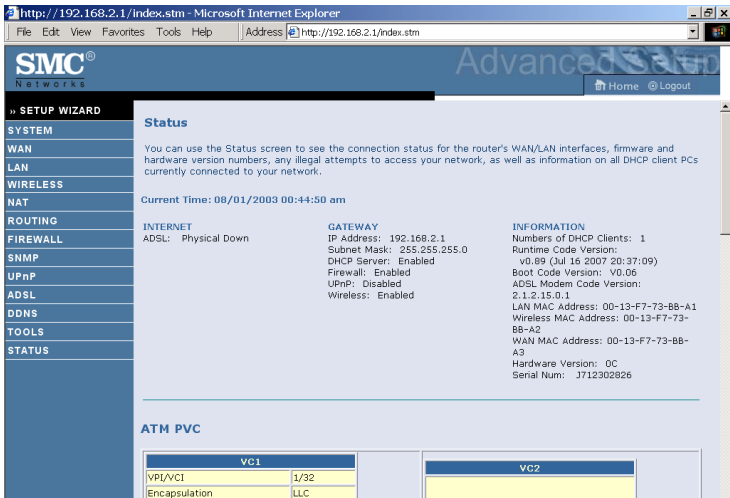 http://192.168.2.1/index.stm - Microsoft Internet Explorer
File Edit View Favorites Tools Help Address http://192.168.2.1/index.stm
SMC®
Networks
Advanced Setup
Home Logout
» SETUP WIZARD
SYSTEM
WAN
LAN
WIRELESS
NAT
ROUTING
FIREWALL
SNMP
UPnP
ADSL
DDNS
TOOLS
STATUS
Status
You can use the Status screen to see the connection status for the router's WAN/LAN interfaces, firmware and
hardware version numbers, any illegal attempts to access your network, as well as information on all DHCP client PCs
currently connected to your network.
Current Time: 08/01/2003 00:44:50 am
INTERNET
ADSL: Physical Down
GATEWAY
IP Address: 192.168.2.1
Subnet Mask: 255.255.255.0
DHCP Server: Enabled
Firewall: Enabled
UPnP: Disabled
Wireless: Enabled
INFORMATION
Numbers of DHCP Clients: 1
Runtime Code Version:
v0.89 (Jul 16 2007 20:37:09)
Boot Code Version: V0.06
ADSL Modem Code Version:
2.1.2.15.0.1
LAN MAC Address: 00-13-F7-73-BB-A1
Wireless MAC Address: 00-13-F7-73-
BB-A2
WAN MAC Address: 00-13-F7-73-BB-
A3
Hardware Version: 0C
Serial Num: J712302826
ATM PVC
VC1
VPI/VCI 1/32
Encapsulation LLC
VC2